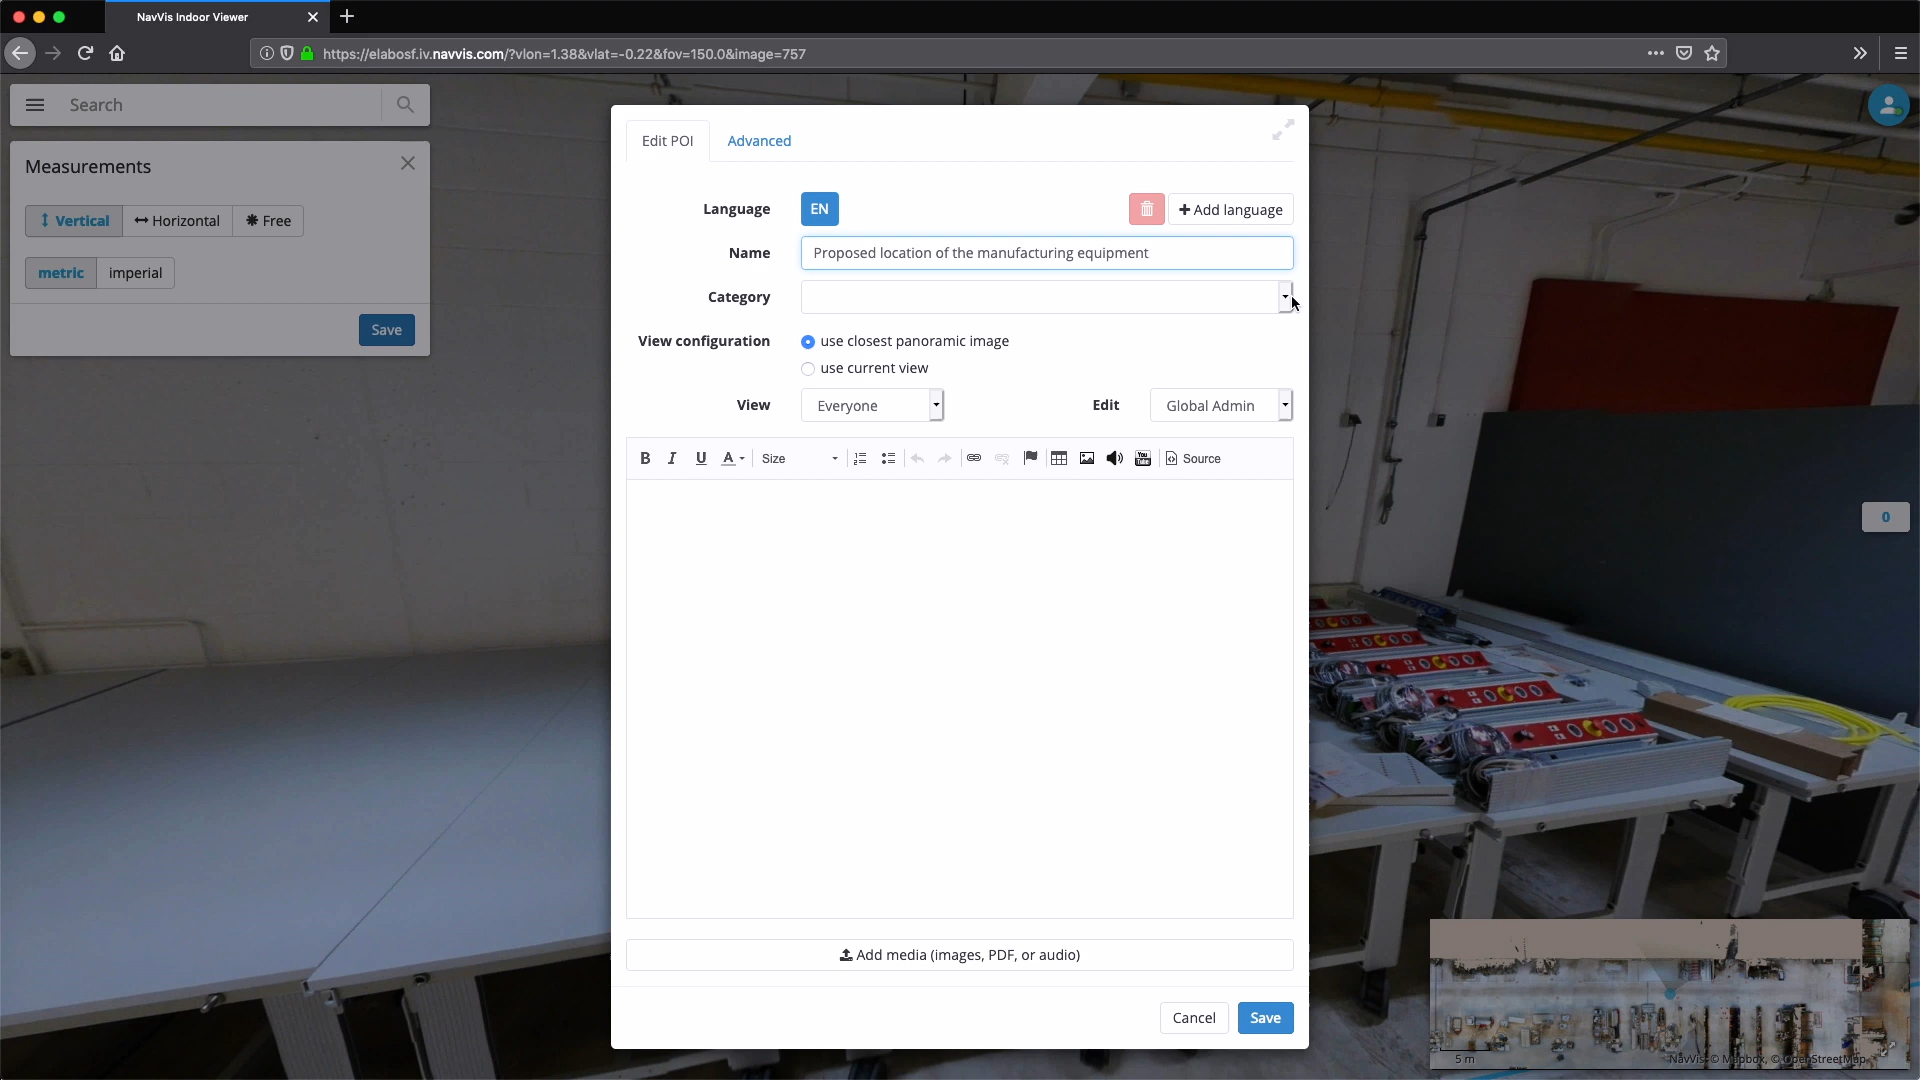 NavVis Indoor Viewer
https://elabosf.iv.navvis.com/?vlon=1.38&vlat=-0.22&fov=150.0&image=757
Search
Measurements
Vertical Horizontal Free
metric imperial
Save
Edit POI Advanced
Language EN Add language
Name Proposed location of the manufacturing equipment
Category
View configuration use closest panoramic image
use current view
View Everyone Edit Global Admin
B I U A Size You Tube Source
Add media (images, PDF, or audio)
Cancel Save
0
5 m
NavVis © Mapbox, © OpenStreetMap